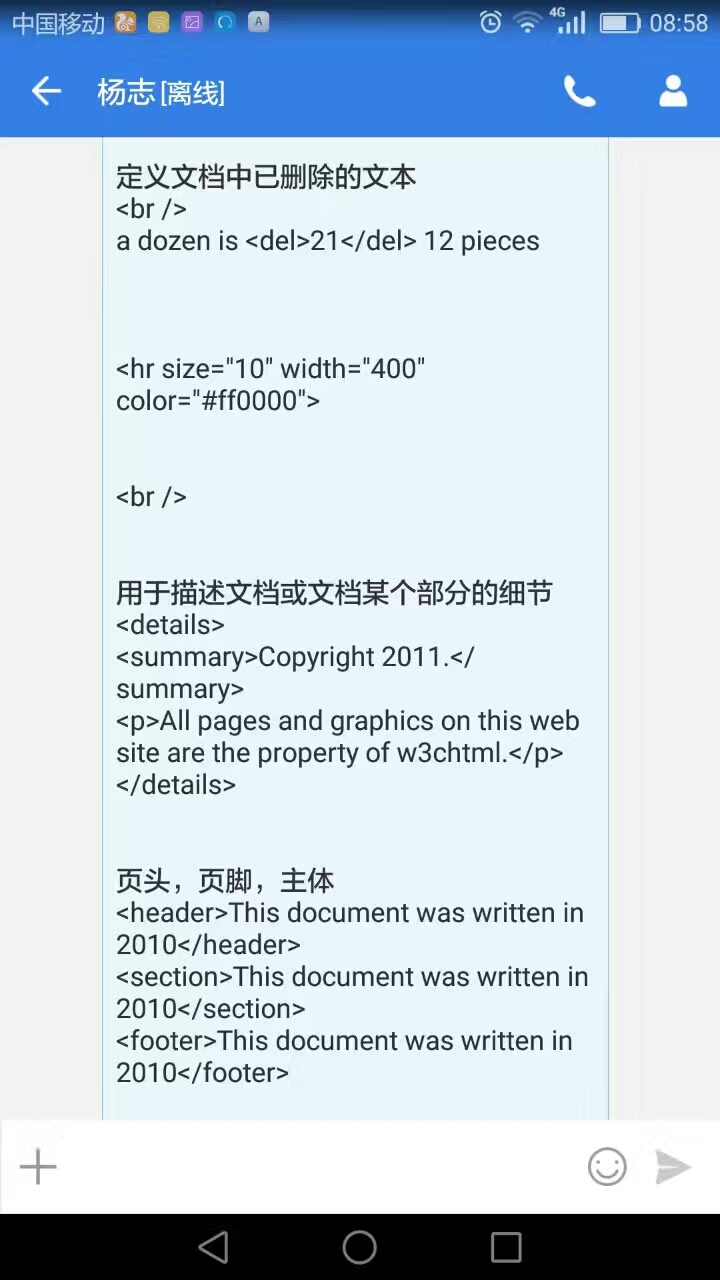 中国移动 4G 08:58
杨志[离线]
定义文档中已删除的文本
<br />
a dozen is <del>21</del> 12 pieces
<hr size="10" width="400"
color="#ff0000">
<br />
用于描述文档或文档某个部分的细节
<details>
<summary>Copyright 2011.</
summary>
<p>All pages and graphics on this web
site are the property of w3chtml.</p>
</details>
页头，页脚，主体
<header>This document was written in
2010</header>
<section>This document was written in
2010</section>
<footer>This document was written in
2010</footer>